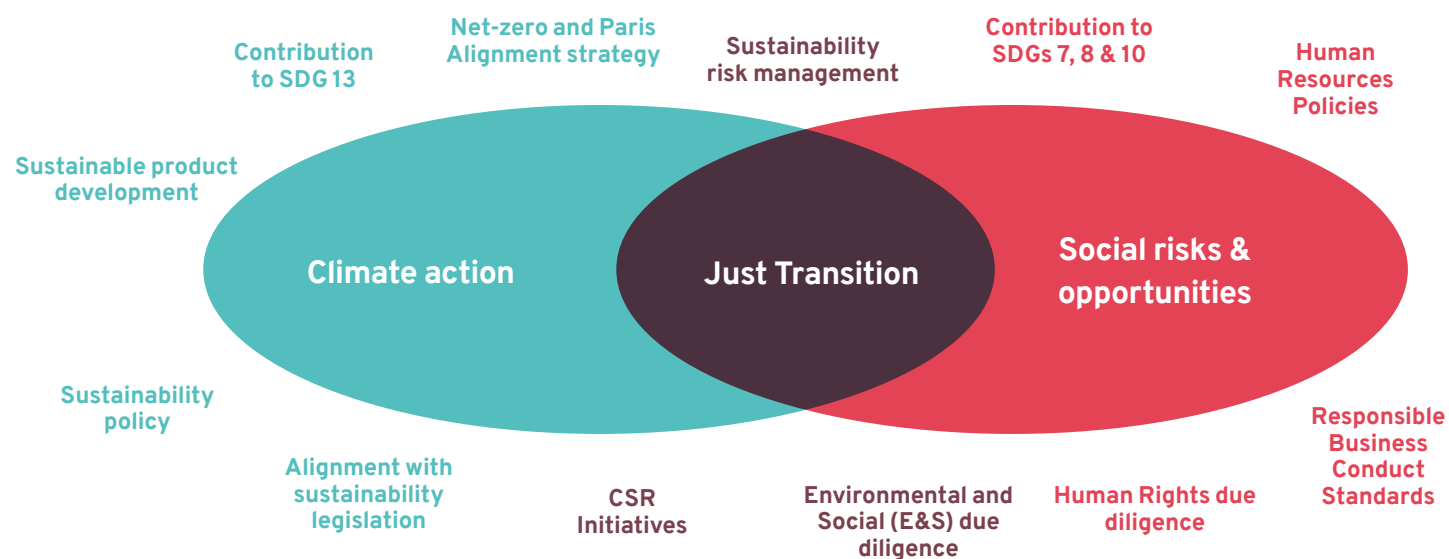 Net-zero and Paris
Alignment strategy
Contribution
to SDG 13
Sustainability
risk management
Contribution to
SDGs 7, 8 & 10
Human
Resources
Policies
Sustainable product
development
Climate action
Just Transition
Social risks &
opportunities
Sustainability
policy
Alignment with
sustainability
legislation
CSR
Initiatives
Environmental and
Social (E&S) due
diligence
Human Rights due
diligence
Responsible
Business
Conduct
Standards